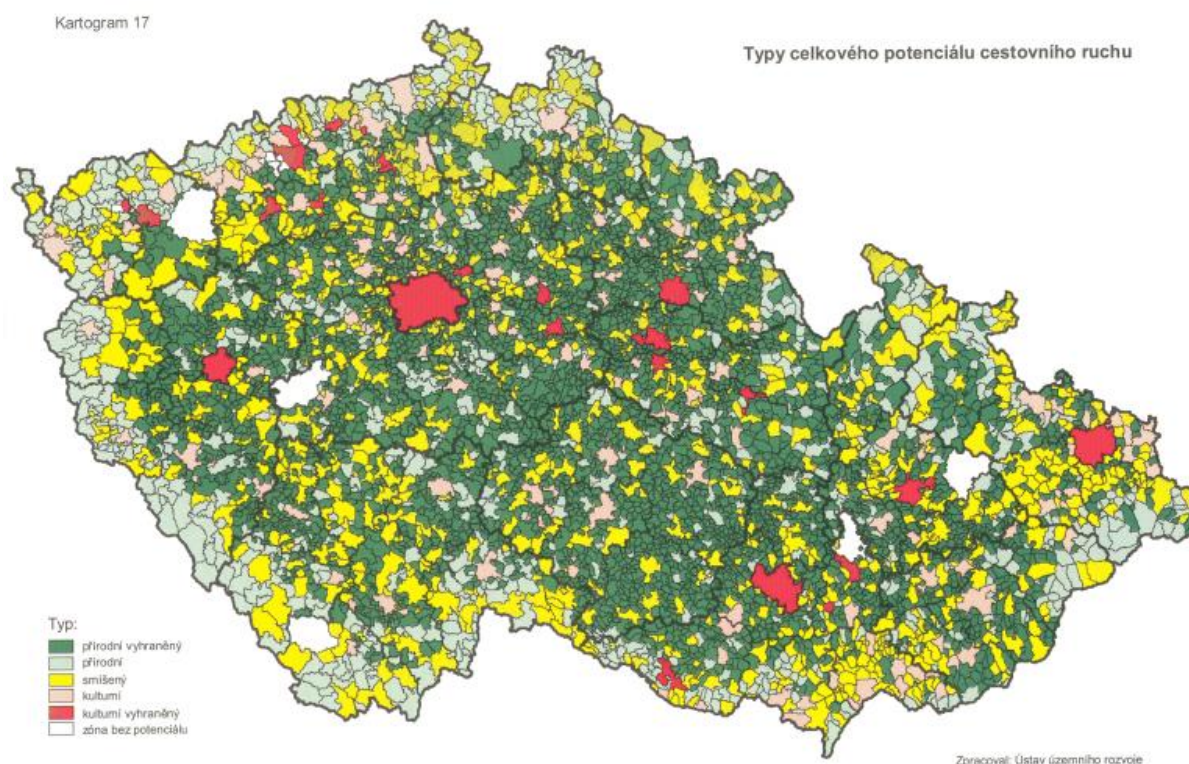 Kartogram 17
Typy celkového potenciálu cestovního ruchu
Typ:
přírodní vyhraněný
přírodní
smíšený
kulturní
kulturní vyhraněný
zóna bez potenciálu
Zpracoval: Ústav územního rozvoje